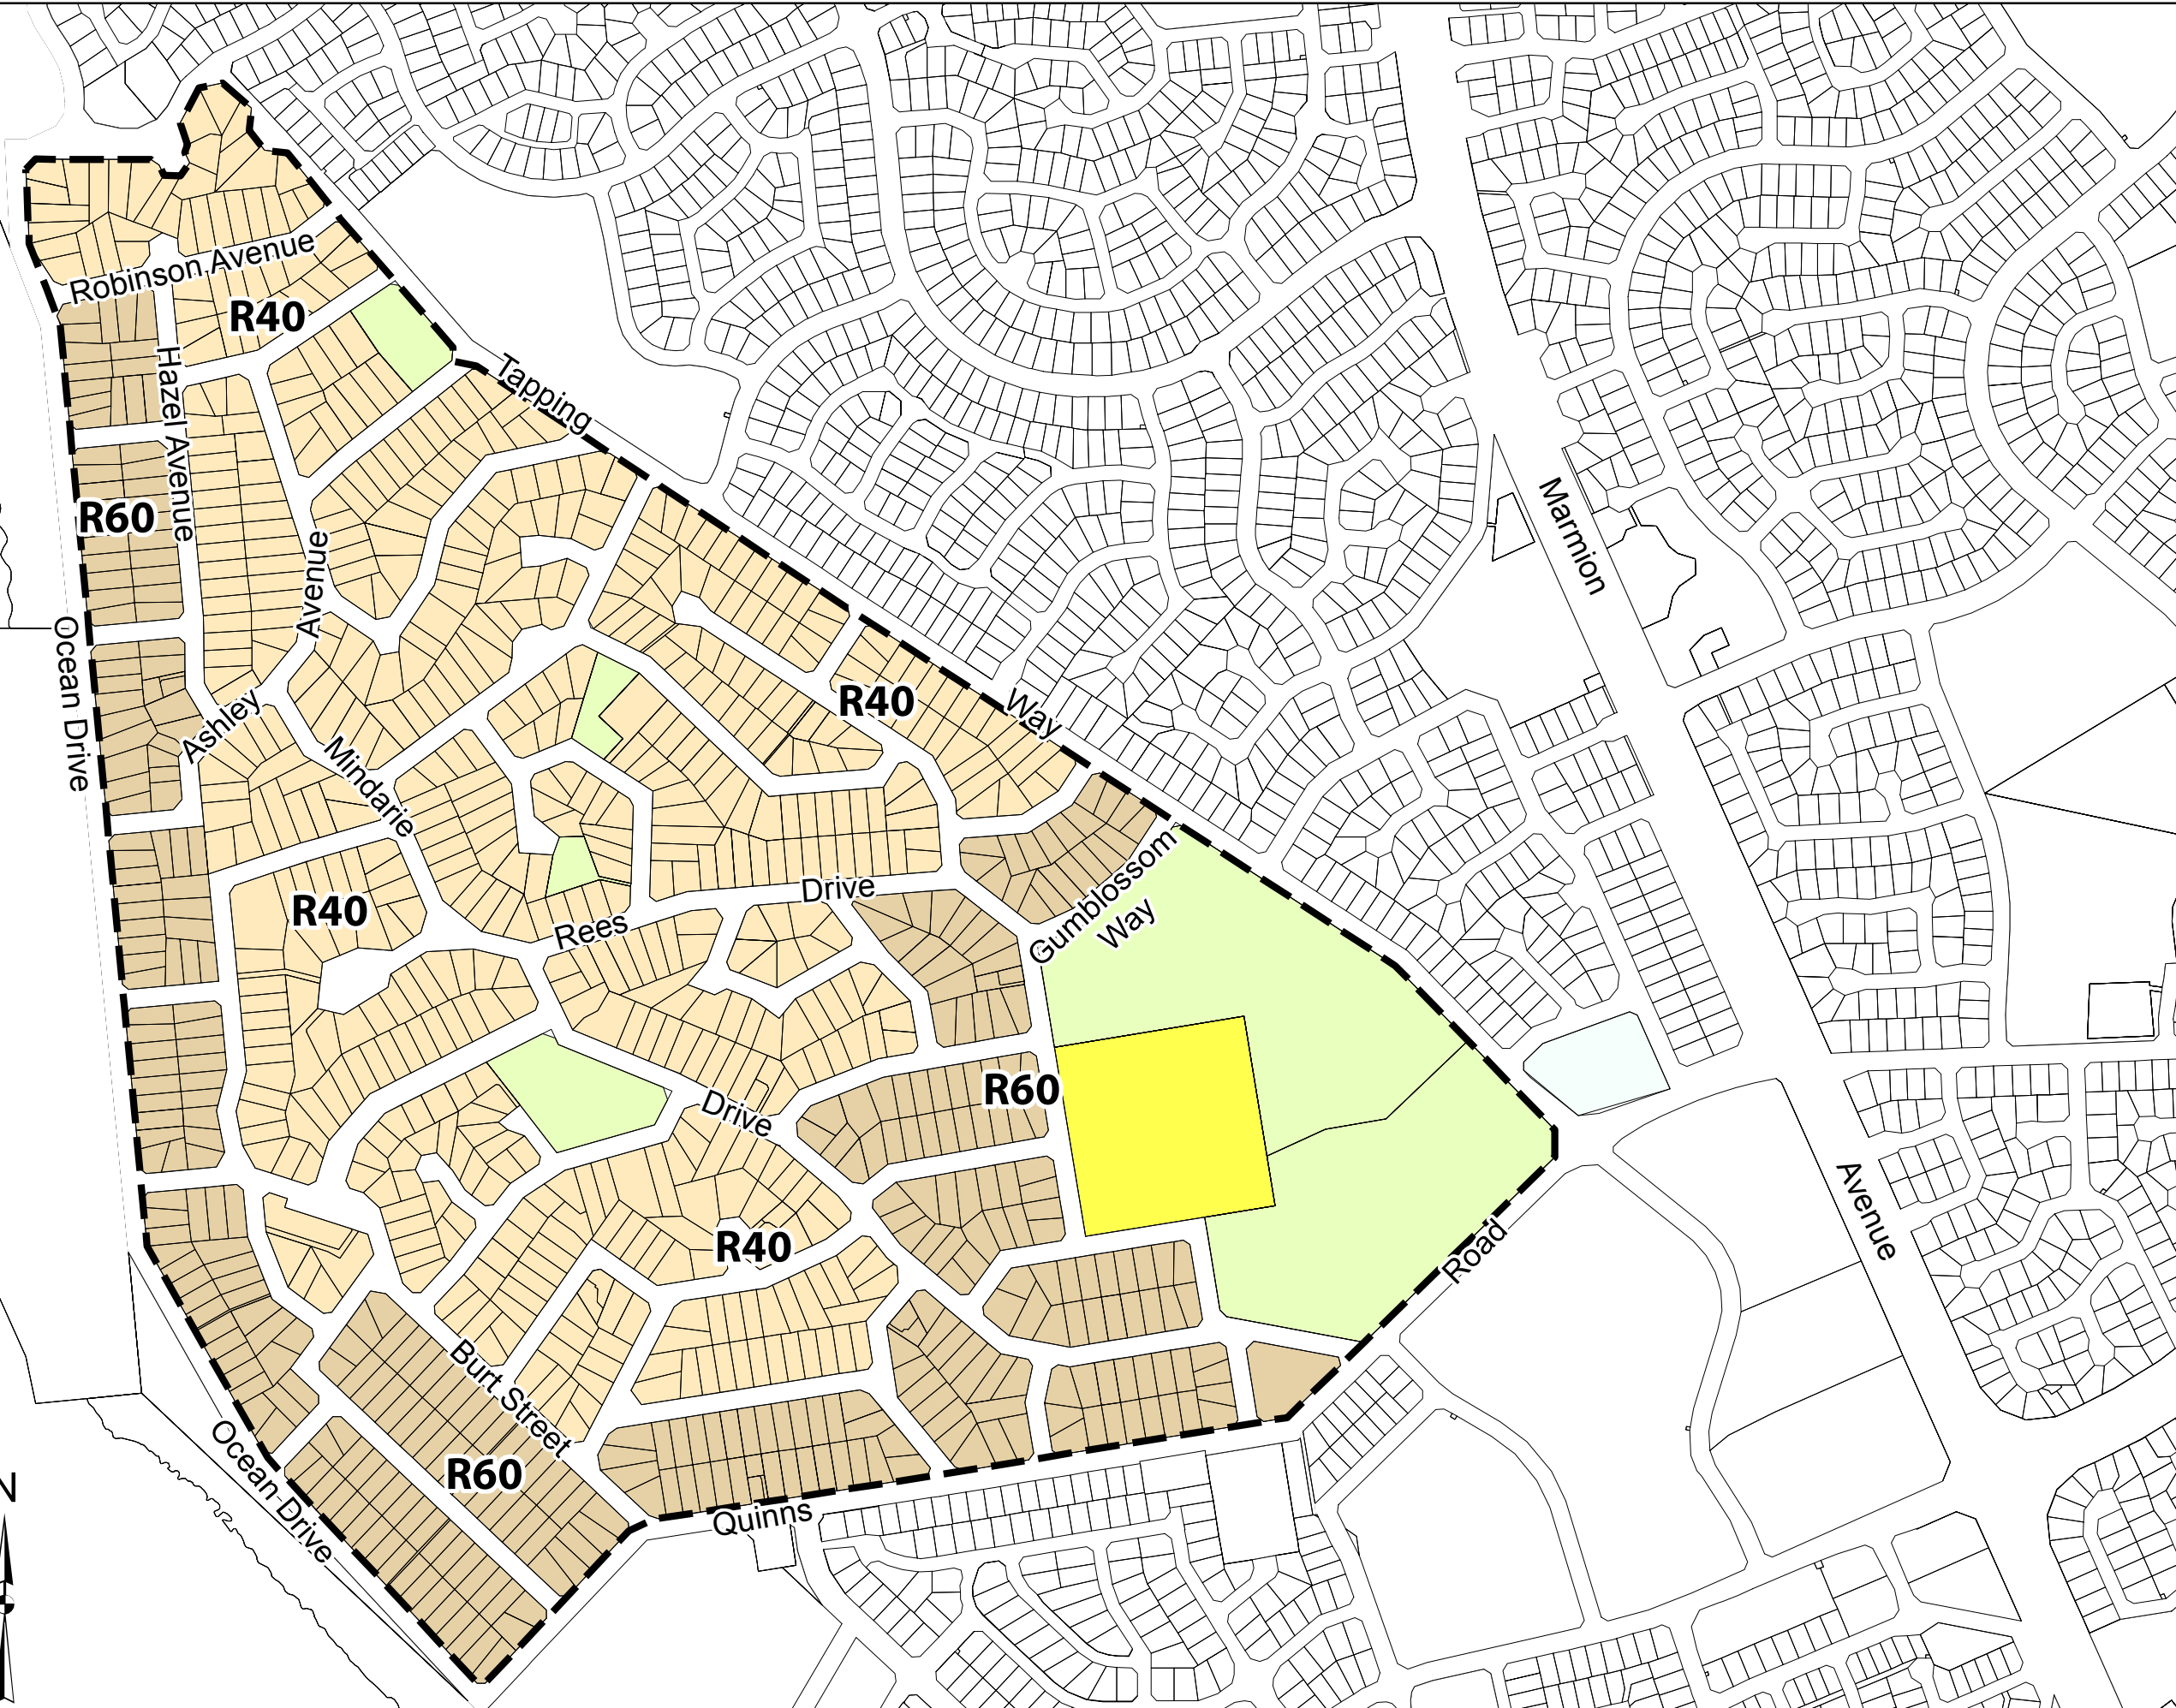 Robinson Avenue
R40
Hazel Avenue
Tapping
R60
Avenue
Marmion
Ocean Drive
Ashley
R40
Way
Mindarie
Drive
Gumblossom
Way
R40
Rees
R60
Drive
Avenue
R40
Road
Burt Street
R60
Ocean Drive
Quinns
N